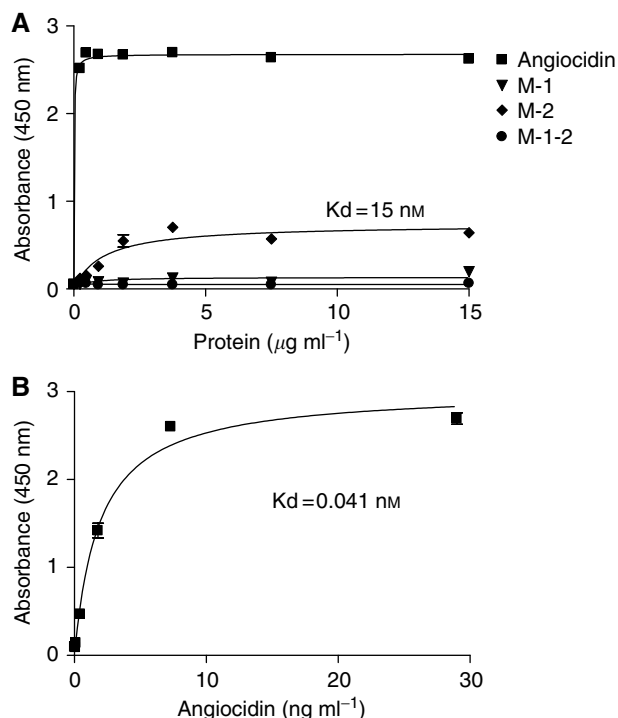 A
3
2
1
0
Absorbance (450 nm)
Kd = 15 nM
0 5 10 15
Protein (μg ml⁻¹)
Angiocidin
M-1
M-2
M-1-2
B
3
2
1
0
Absorbance (450 nm)
Kd = 0.041 nM
0 10 20 30
Angiocidin (ng ml⁻¹)